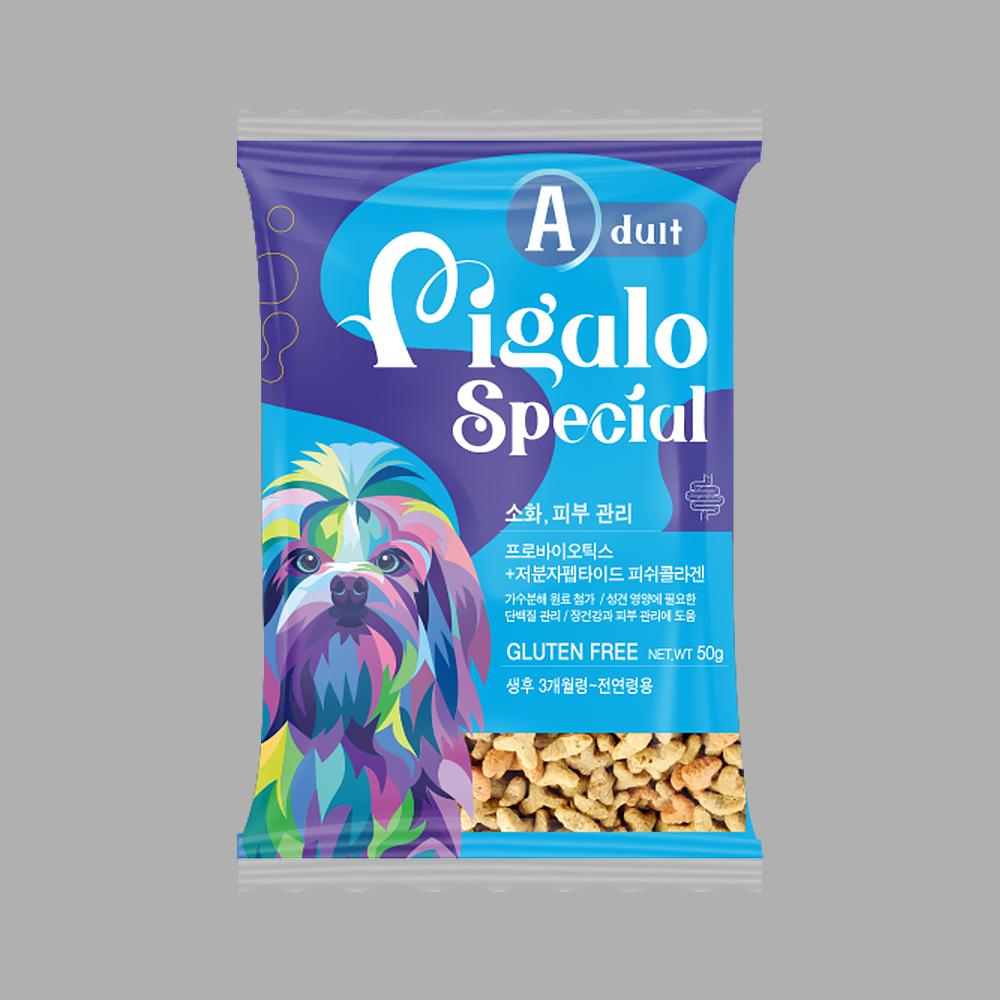 Adult
Pigalo
Special
소화, 피부 관리
프로바이오틱스
+저분자펩타이드 피쉬콜라겐
가수분해 원료 첨가 / 성견 영양에 필요한
단백질 관리 / 장건강과 피부 관리에 도움
GLUTEN FREE NET,WT 50g
생후 3개월령~전연령용